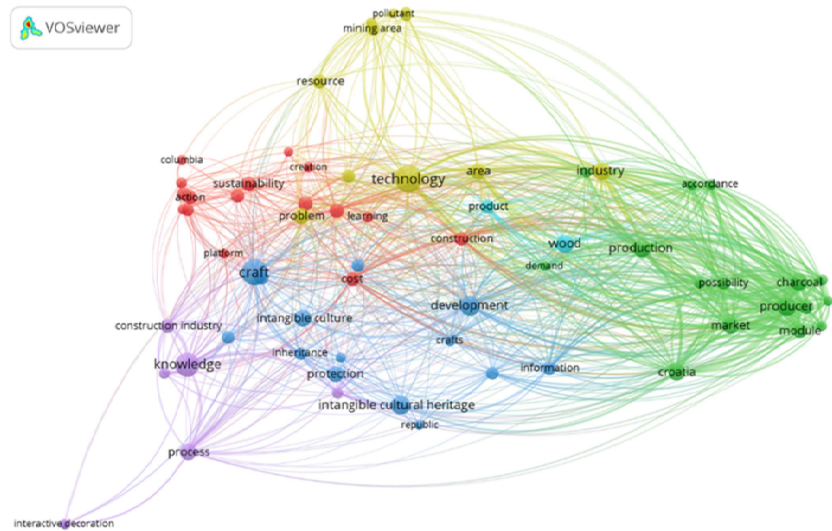 VOSviewer
pollutant
mining area
resource
columbia
creation
sustainability
action
technology
area
industry
accordance
problem
learning
product
platform
construction
wood
production
craft
cost
demand
possibility
charcoal
development
producer
construction industry
intangible culture
market
module
crafts
inheritance
knowledge
protection
information
croatia
intangible cultural heritage
republic
process
interactive decoration